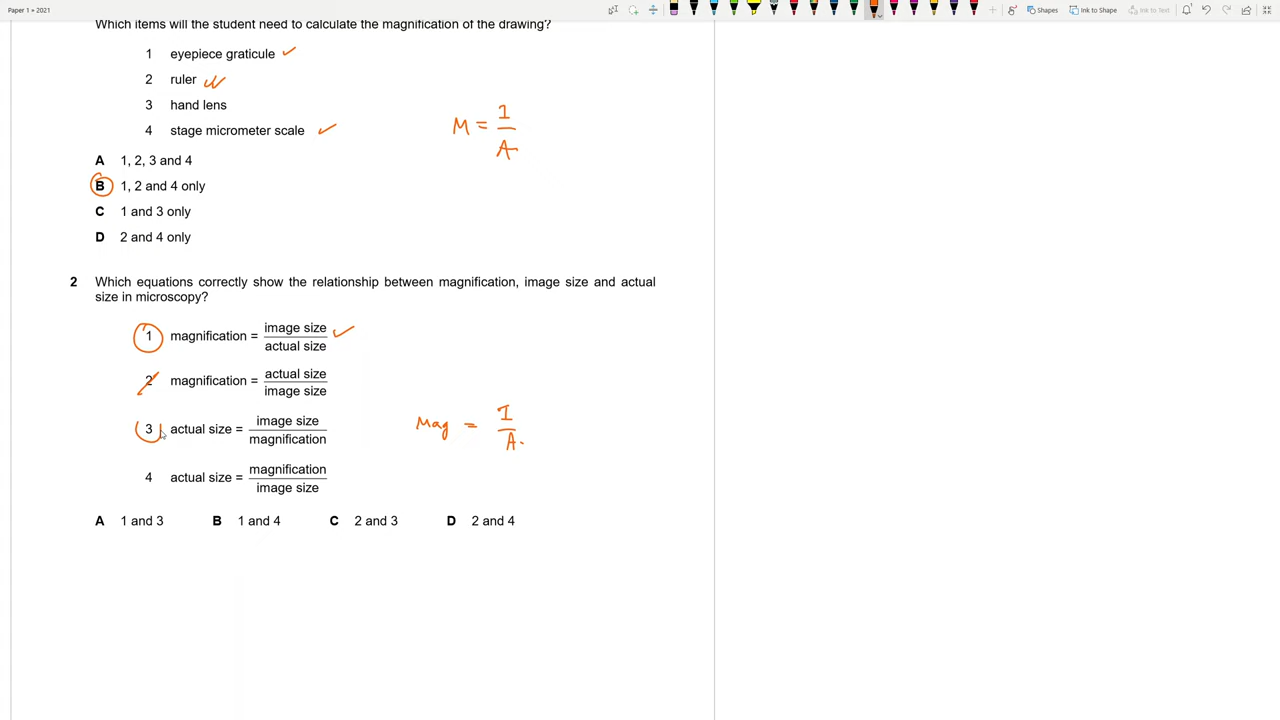 Paper 1 • 2021
Shapes
Ink to Shape
Ink to Text
Which items will the student need to calculate the magnification of the drawing?
1 eyepiece graticule
2 ruler
3 hand lens
4 stage micrometer scale
M = I
A
A 1, 2, 3 and 4
B 1, 2 and 4 only
C 1 and 3 only
D 2 and 4 only
2 Which equations correctly show the relationship between magnification, image size and actual
size in microscopy?
1 magnification = image size
actual size
2 magnification = actual size
image size
3 actual size = image size
magnification
Mag = I
A
4 actual size = magnification
image size
A 1 and 3 B 1 and 4 C 2 and 3 D 2 and 4